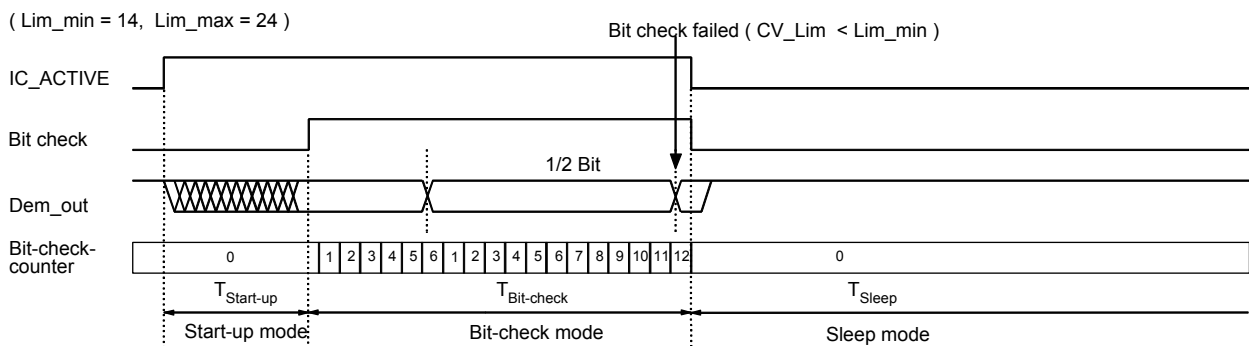 ( Lim_min = 14, Lim_max = 24 )
Bit check failed ( CV_Lim < Lim_min )
IC_ACTIVE
Bit check
1/2 Bit
Dem_out
Bit-check-
counter
0 1 2 3 4 5 6 1 2 3 4 5 6 7 8 9 10 11 12 0
TStart-up TBit-check TSleep
Start-up mode Bit-check mode Sleep mode